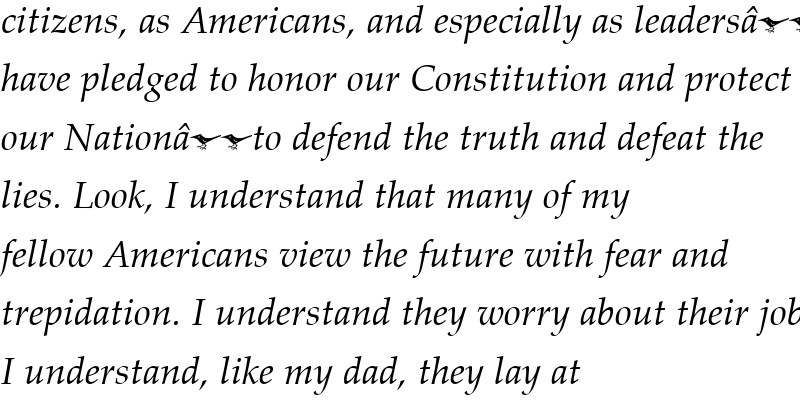 citizens, as Americans, and especially as leadersâ
have pledged to honor our Constitution and protect
our Nationâto defend the truth and defeat the
lies. Look, I understand that many of my
fellow Americans view the future with fear and
trepidation. I understand they worry about their job
I understand, like my dad, they lay at